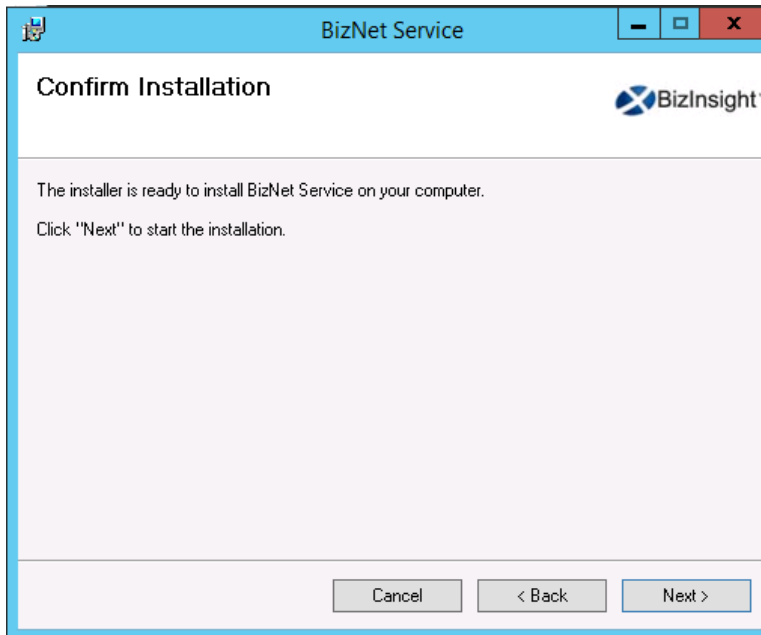 BizNet Service
Confirm Installation
BizInsight
The installer is ready to install BizNet Service on your computer.
Click "Next" to start the installation.
Cancel
< Back
Next >